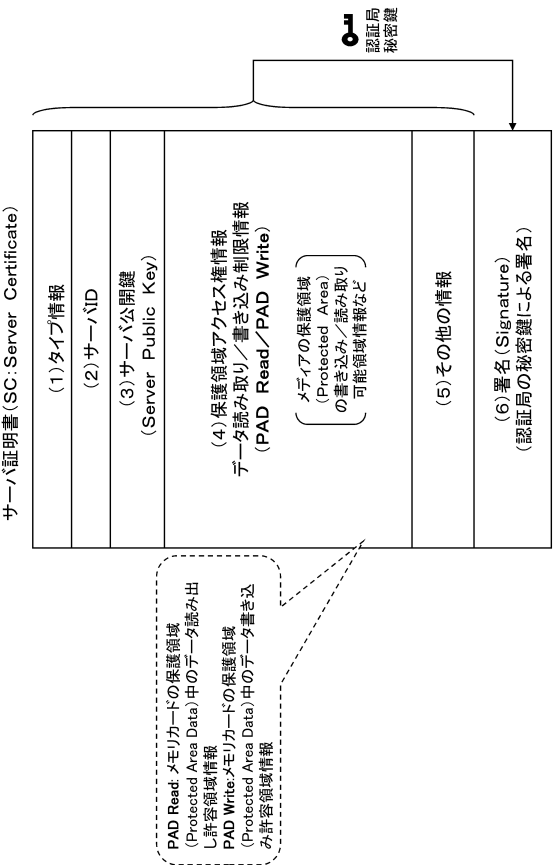 サーバ証明書(SC:Server Certificate)
(1)タイプ情報
(2)サーバID
(3)サーバ公開鍵
(Server Public Key)
(4)保護領域アクセス権情報
データ読み取り/書き込み制限情報
(PAD Read/PAD Write)
メディアの保護領域
(Protected Area)
の書き込み/読み取り
可能領域情報など
(5)その他の情報
(6)署名(Signature)
(認証局の秘密鍵による署名)
認証局
秘密鍵
PAD Read: メモリカードの保護領域
(Protected Area Data)中のデータ読み出
し許容領域情報
PAD Write:メモリカードの保護領域
(Protected Area Data)中のデータ書き込
み許容領域情報